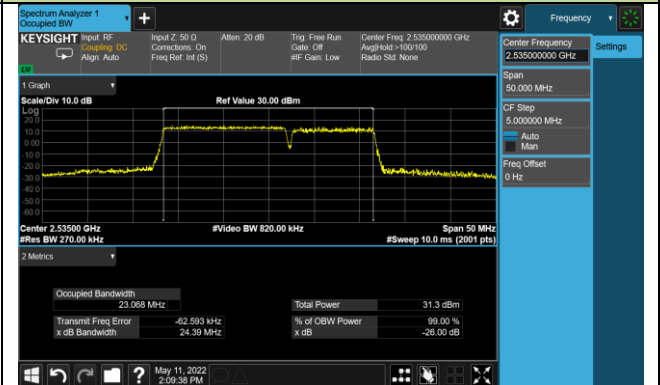 Spectrum Analyzer 1
Occupied BW
+
Frequency
KEYSIGHT
Input: RF
Coupling: DC
Align: Auto
Input Z: 50 Ω
Corrections: On
Freq Ref: Int (S)
Atten: 20 dB
Trig: Free Run
Gate: Off
#IF Gain: Low
Center Freq: 2.535000000 GHz
Avg|Hold:>100/100
Radio Std: None
Center Frequency
2.535000000 GHz
Settings
Span
50.000 MHz
CF Step
5.000000 MHz
Auto
Man
Freq Offset
0 Hz
1 Graph
Scale/Div 10.0 dB
Ref Value 30.00 dBm
Log
20.0
10.0
0.00
-10.0
-20.0
-30.0
-40.0
-50.0
-60.0
Center 2.53500 GHz
#Video BW 820.00 kHz
Span 50 MHz
#Res BW 270.00 kHz
#Sweep 10.0 ms (2001 pts)
2 Metrics
Occupied Bandwidth
23.068 MHz
Total Power 31.3 dBm
Transmit Freq Error -62.593 kHz
% of OBW Power 99.00 %
x dB Bandwidth 24.39 MHz
x dB -26.00 dB
?
May 11, 2022
2:09:38 PM